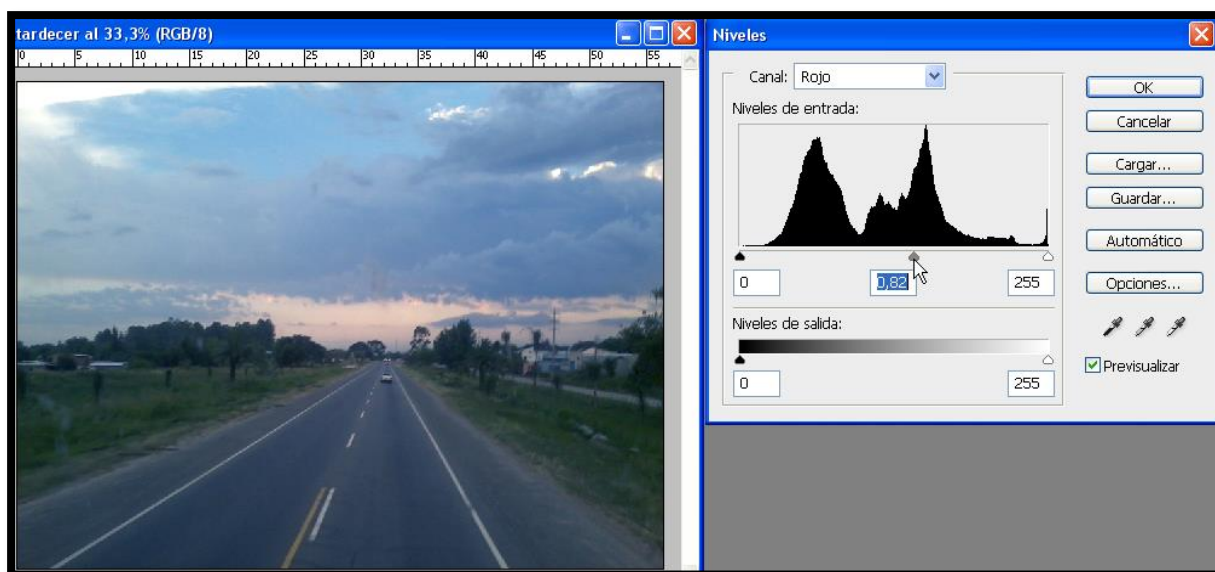 tardecer al 33,3% (RGB/8)
0 5 10 15 20 25 30 35 40 45 50 55
Niveles
Canal: Rojo
Niveles de entrada:
0 0,82 255
Niveles de salida:
0 255
OK
Cancelar
Cargar...
Guardar...
Automático
Opciones...
Previsualizar